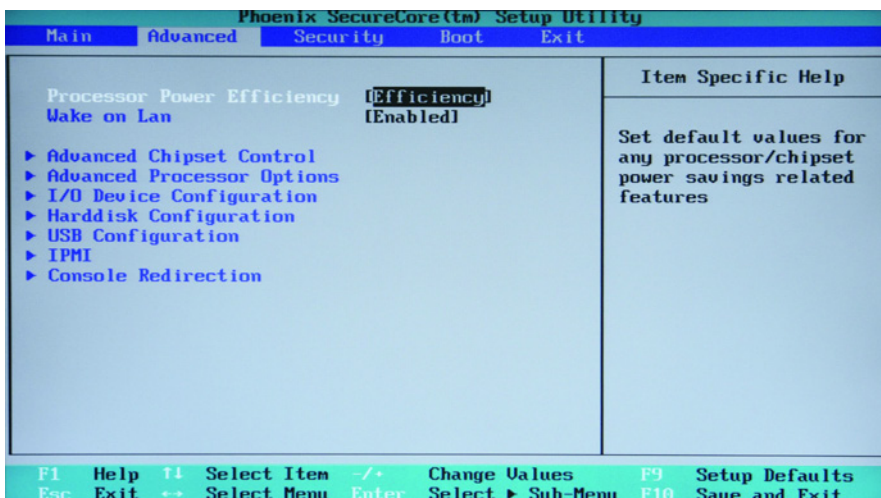 Phoenix SecureCore(tm) Setup Utility
Main Advanced Security Boot Exit
Item Specific Help
Processor Power Efficiency [Efficiency]
Wake on Lan [Enabled]
Set default values for
any processor/chipset
power savings related
features
▶ Advanced Chipset Control
▶ Advanced Processor Options
▶ I/O Device Configuration
▶ Harddisk Configuration
▶ USB Configuration
▶ IPMI
▶ Console Redirection
F1 Help ↑↓ Select Item -/+ Change Values F9 Setup Defaults
Esc Exit ↔ Select Menu Enter Select ▶ Sub-Menu F10 Save and Exit